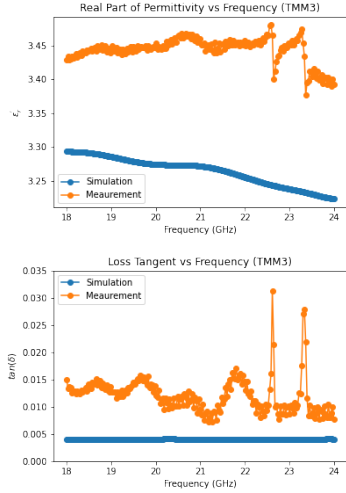 Real Part of Permittivity vs Frequency (TMM3)
3.45
3.40
3.35
3.30
3.25
εr
Simulation
Meaurement
18 19 20 21 22 23 24
Frequency (GHz)
Loss Tangent vs Frequency (TMM3)
0.035
0.030
0.025
0.020
0.015
0.010
0.005
0.000
tan(δ)
Simulation
Meaurement
18 19 20 21 22 23 24
Frequency (GHz)